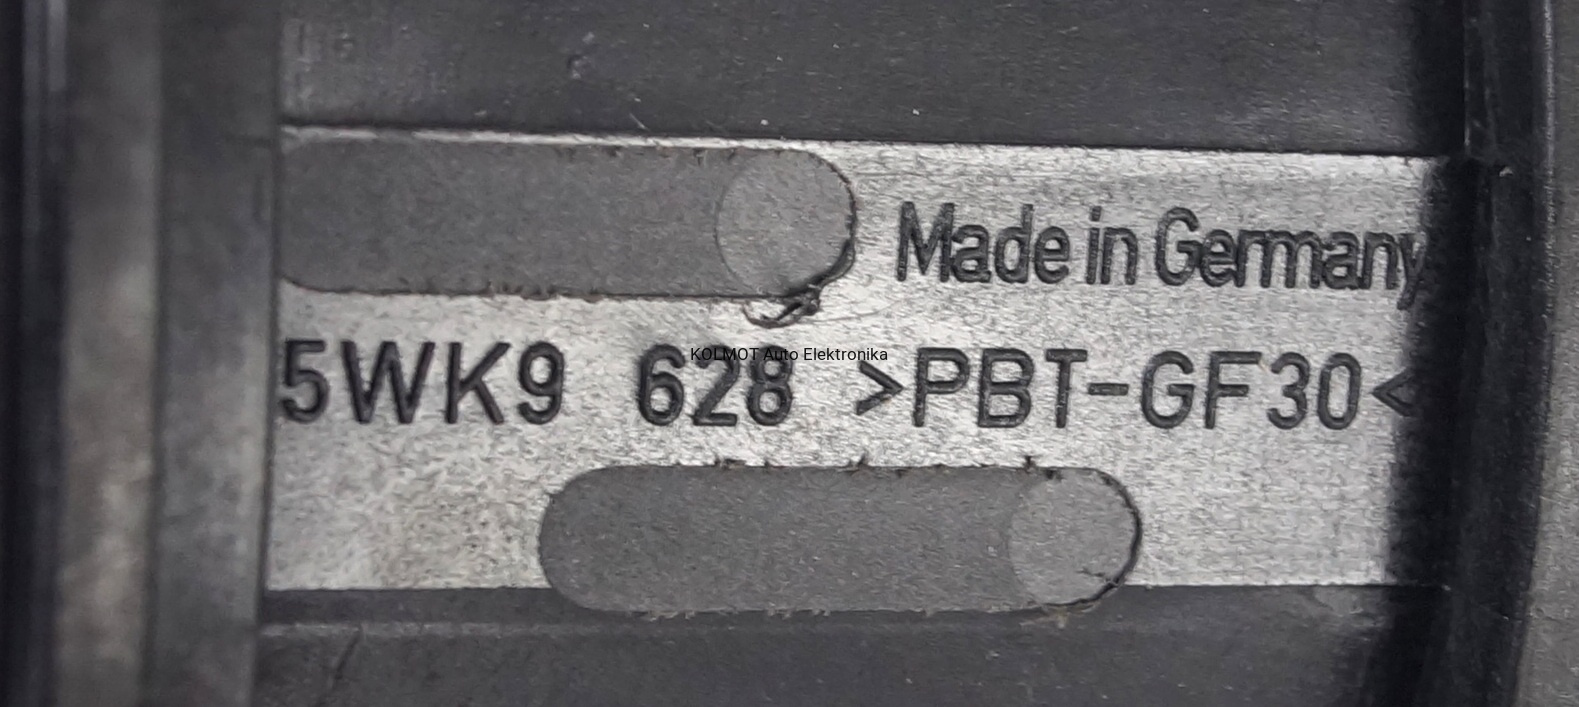 Made in Germany
5WK9 628 >PBT-GF30<
KOLMOT Auto Elektronika